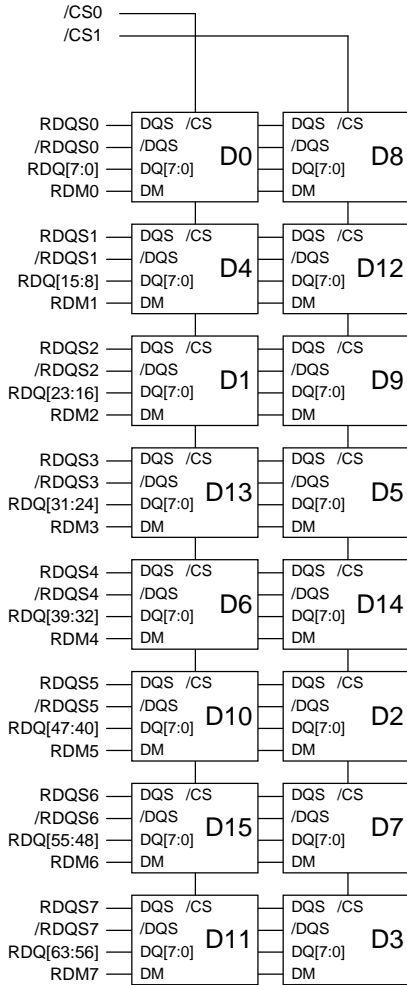 /CS0
/CS1
RDQS0 DQS /CS DQS /CS
/RDQS0 /DQS D0 /DQS D8
RDQ[7:0] DQ[7:0] DQ[7:0]
RDM0 DM DM
RDQS1 DQS /CS DQS /CS
/RDQS1 /DQS D4 /DQS D12
RDQ[15:8] DQ[7:0] DQ[7:0]
RDM1 DM DM
RDQS2 DQS /CS DQS /CS
/RDQS2 /DQS D1 /DQS D9
RDQ[23:16] DQ[7:0] DQ[7:0]
RDM2 DM DM
RDQS3 DQS /CS DQS /CS
/RDQS3 /DQS D13 /DQS D5
RDQ[31:24] DQ[7:0] DQ[7:0]
RDM3 DM DM
RDQS4 DQS /CS DQS /CS
/RDQS4 /DQS D6 /DQS D14
RDQ[39:32] DQ[7:0] DQ[7:0]
RDM4 DM DM
RDQS5 DQS /CS DQS /CS
/RDQS5 /DQS D10 /DQS D2
RDQ[47:40] DQ[7:0] DQ[7:0]
RDM5 DM DM
RDQS6 DQS /CS DQS /CS
/RDQS6 /DQS D15 /DQS D7
RDQ[55:48] DQ[7:0] DQ[7:0]
RDM6 DM DM
RDQS7 DQS /CS DQS /CS
/RDQS7 /DQS D11 /DQS D3
RDQ[63:56] DQ[7:0] DQ[7:0]
RDM7 DM DM